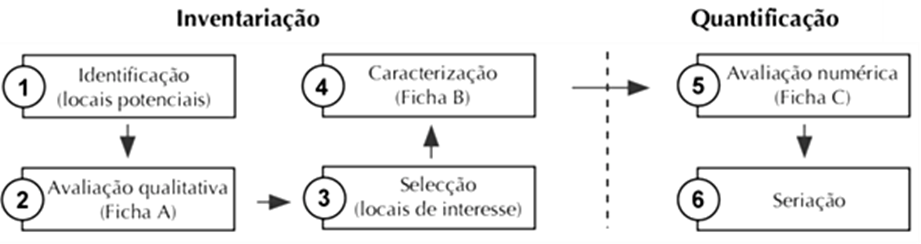 Inventariação
Quantificação
1
Identificação
(locais potenciais)
2
Avaliação qualitativa
(Ficha A)
3
Selecção
(locais de interesse)
4
Caracterização
(Ficha B)
5
Avaliação numérica
(Ficha C)
6
Seriação